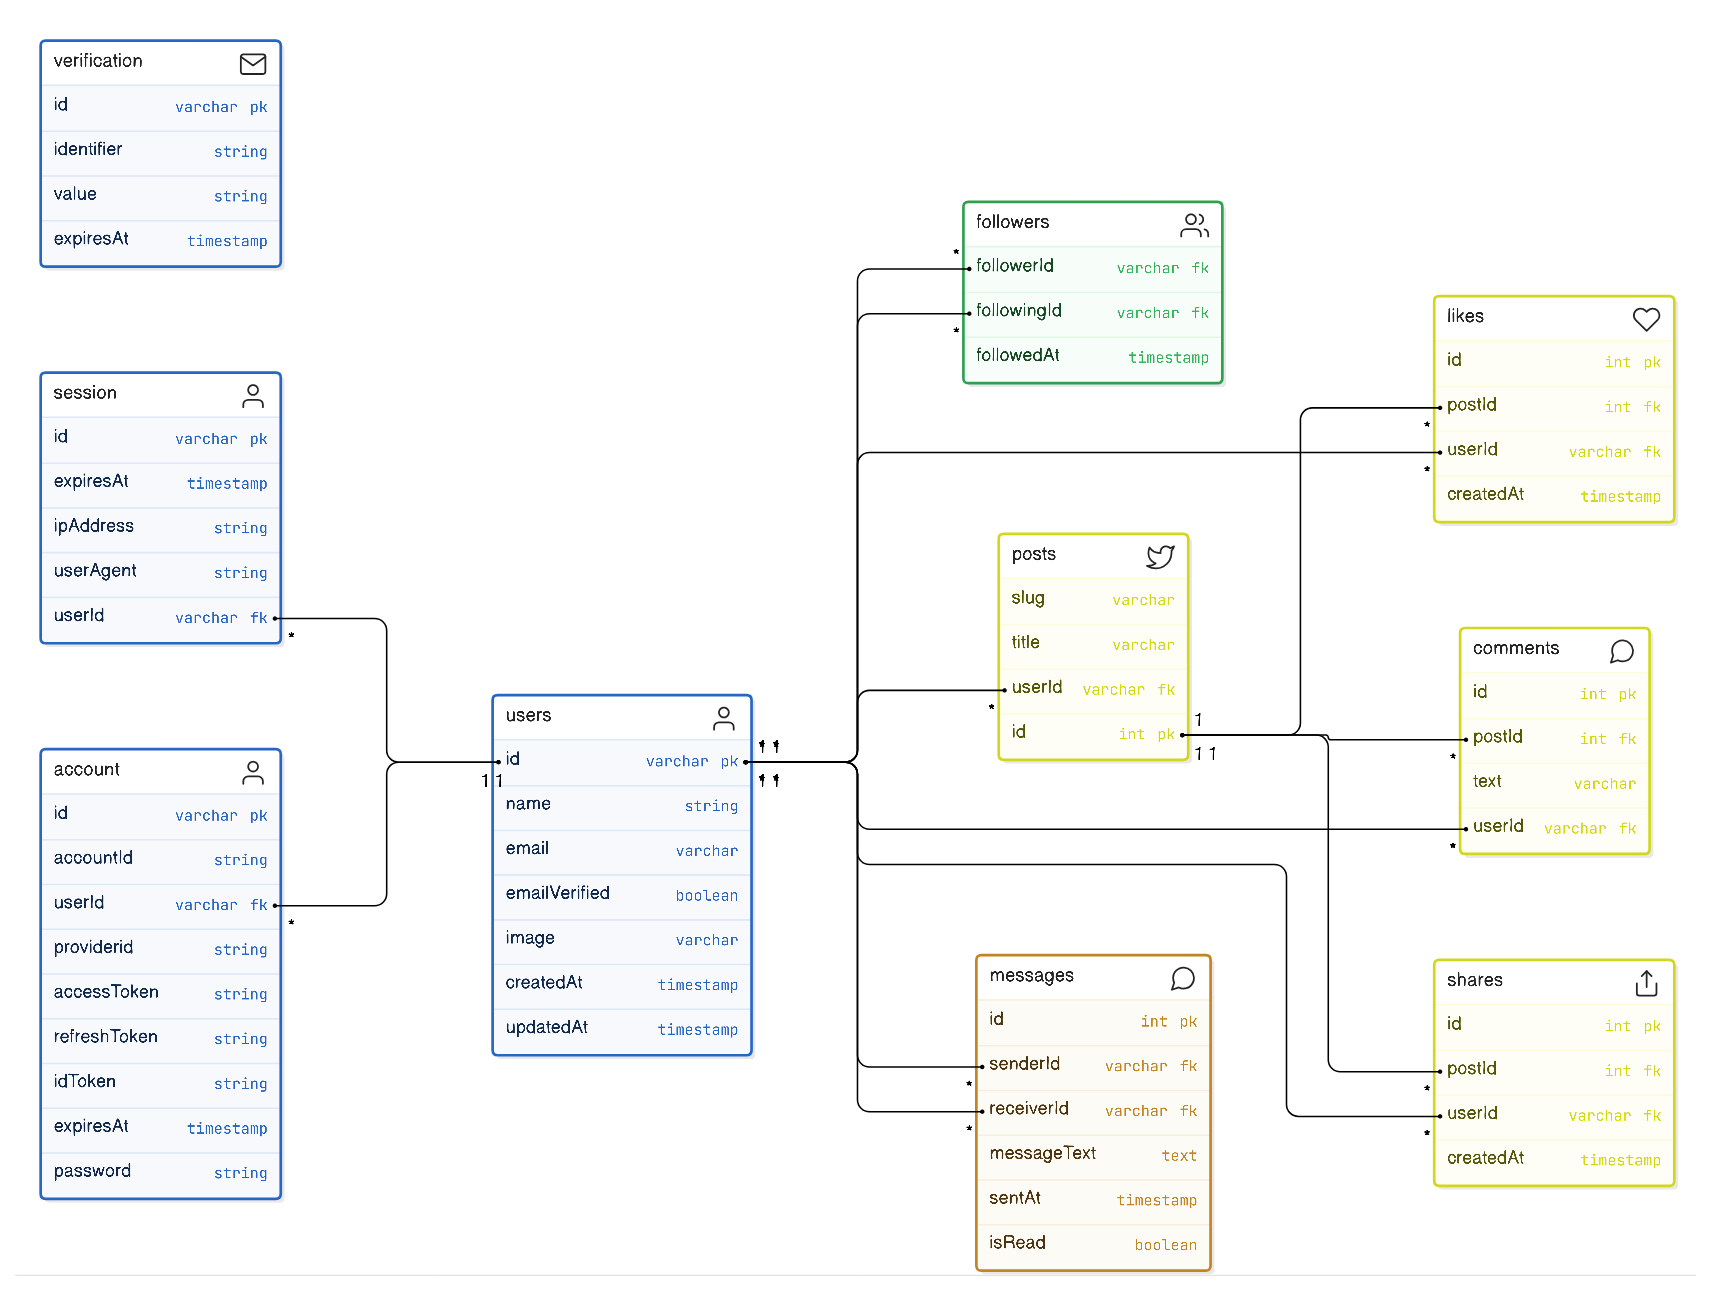 verification
id varchar pk
identifier string
value string
expiresAt timestamp
session
id varchar pk
expiresAt timestamp
ipAddress string
userAgent string
userId varchar fk
*
account
id varchar pk
accountId string
userId varchar fk
*
providerid string
accessToken string
refreshToken string
idToken string
expiresAt timestamp
password string
users
id varchar pk
1 1
name string
email varchar
emailVerified boolean
image varchar
createdAt timestamp
updatedAt timestamp
followers
*
followerId varchar fk
followingId varchar fk
*
followedAt timestamp
posts
slug varchar
title varchar
userId varchar fk
*
1
id int pk
1 1
messages
id int pk
senderId varchar fk
*
receiverId varchar fk
*
messageText text
sentAt timestamp
isRead boolean
likes
id int pk
postId int fk
*
userId varchar fk
*
createdAt timestamp
comments
id int pk
postId int fk
*
text varchar
userId varchar fk
*
shares
id int pk
postId int fk
*
userId varchar fk
*
createdAt timestamp